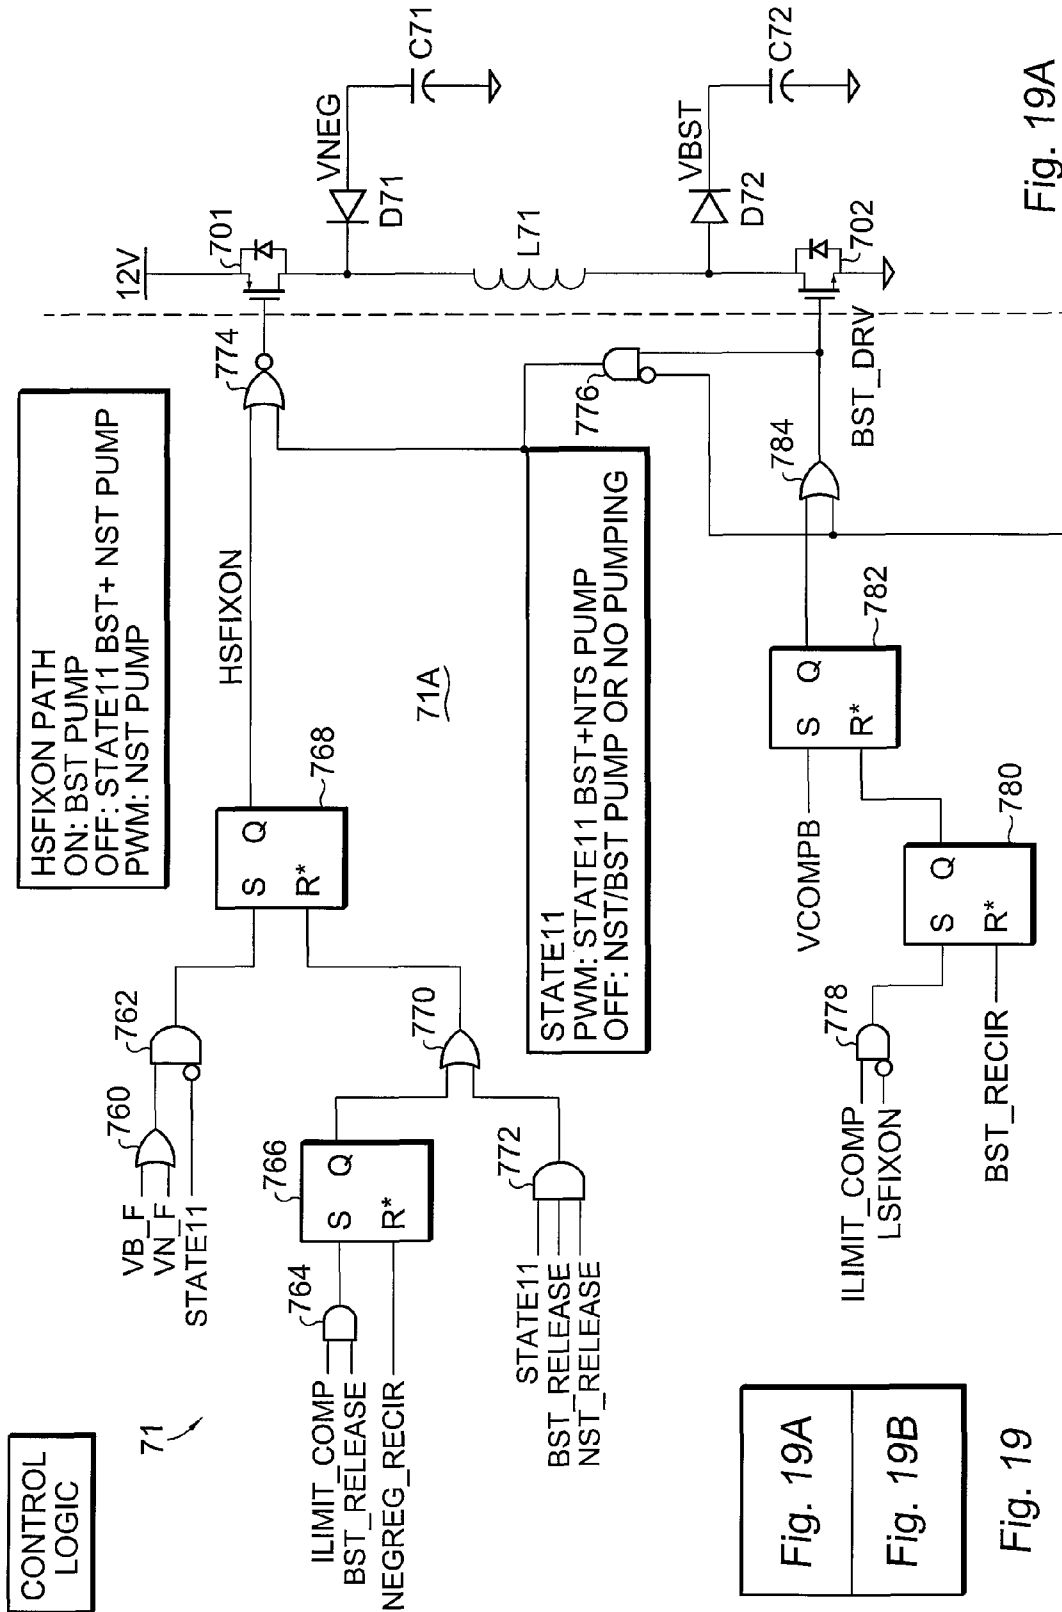 CONTROL
LOGIC
71
HSFIXON PATH
ON: BST PUMP
OFF: STATE11 BST+ NST PUMP
PWM: NST PUMP
VB_F
VN_F
STATE11
760
762
ILIMIT_COMP
BST_RELEASE
NEGREG_RECIR
764
766
S
Q
R*
STATE11
BST_RELEASE
NST_RELEASE
772
770
S
Q
R*
768
HSFIXON
71A
774
12V
701
VNEG
D71
C71
L71
VBST
D72
C72
702
BST_DRV
776
STATE11
PWM: STATE11 BST+NTS PUMP
OFF: NST/BST PUMP OR NO PUMPING
ILIMIT_COMP
LSFIXON
778
BST_RECIR
S
Q
R*
780
VCOMPB
S
Q
R*
782
784
Fig. 19A
Fig. 19B
Fig. 19
Fig. 19A